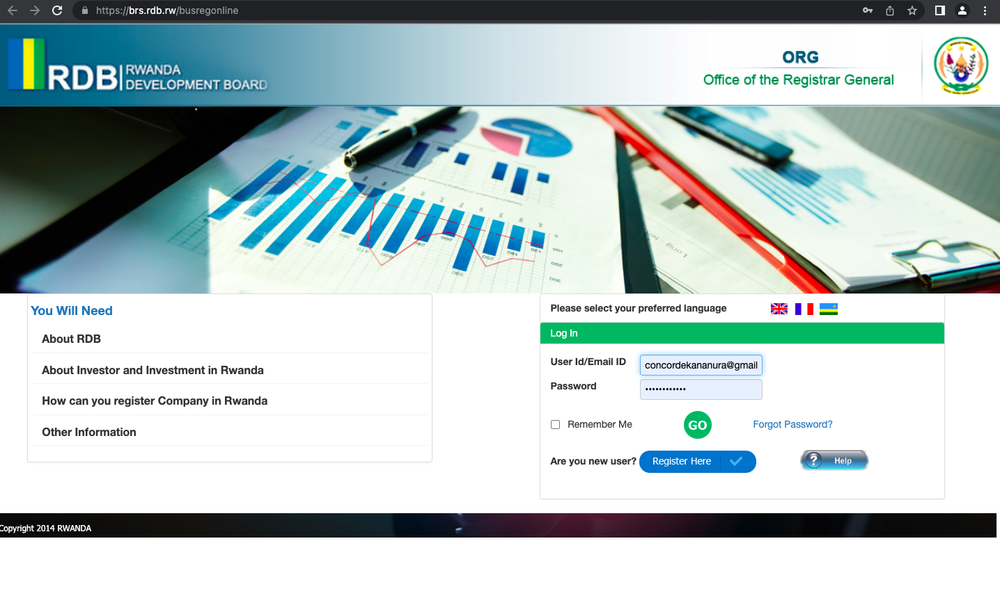 https://brs.rdb.rw/busregonline
RDB RWANDA
DEVELOPMENT BOARD
ORG
Office of the Registrar General
You Will Need
About RDB
About Investor and Investment in Rwanda
How can you register Company in Rwanda
Other Information
Please select your preferred language
Log In
User Id/Email ID concordekananura@gmail
Password ••••••••••••
Remember Me GO Forgot Password?
Are you new user? Register Here ? Help
Copyright 2014 RWANDA